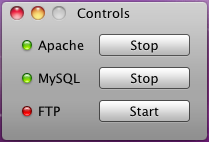 Controls
Apache Stop
MySQL Stop
FTP Start